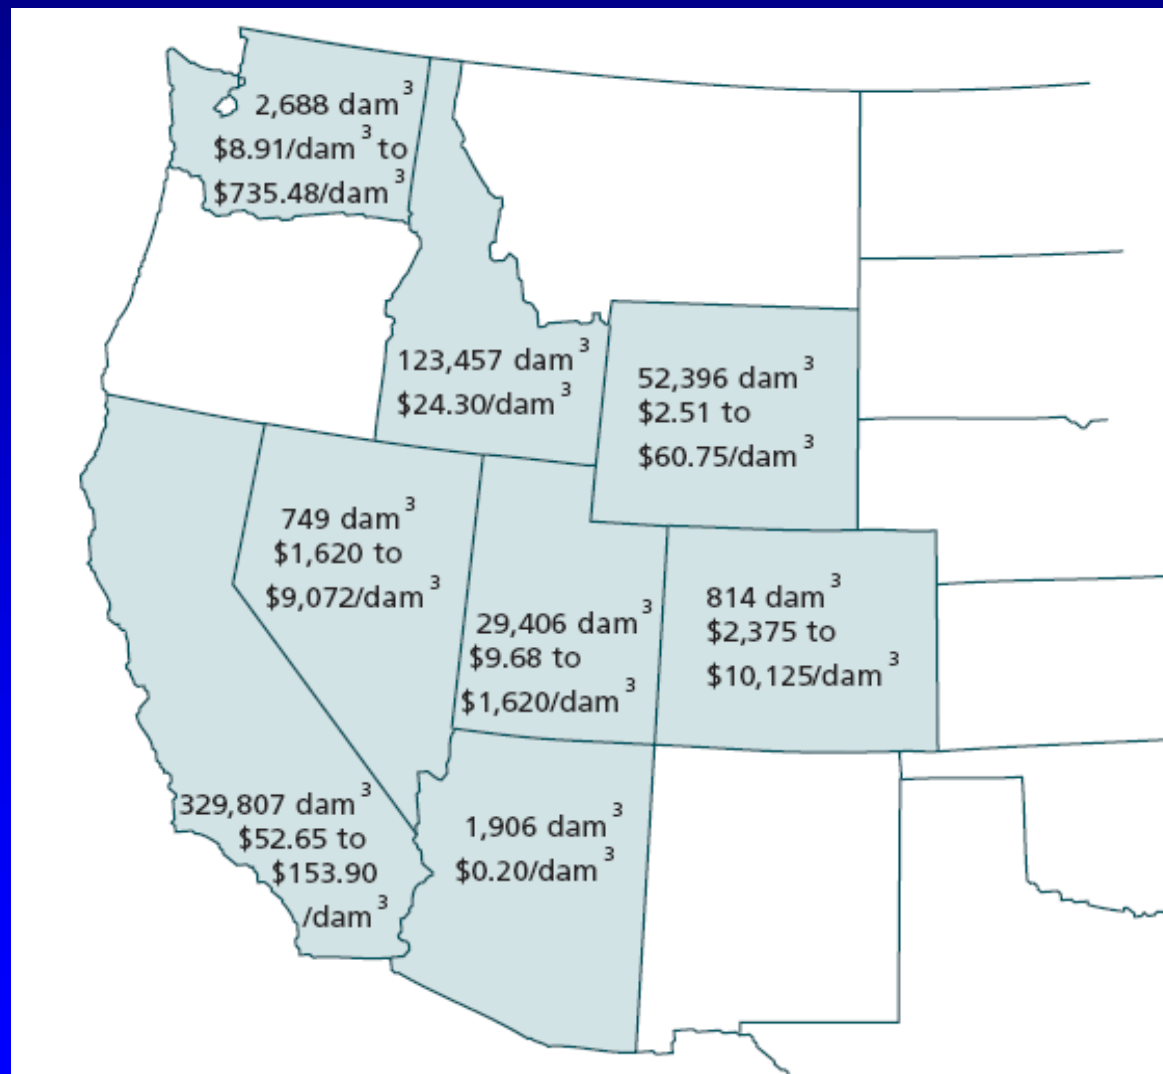 2,688 dam³
$8.91/dam³ to
$735.48/dam³
123,457 dam³
$24.30/dam³
52,396 dam³
$2.51 to
$60.75/dam³
749 dam³
$1,620 to
$9,072/dam³
29,406 dam³
$9.68 to
$1,620/dam³
814 dam³
$2,375 to
$10,125/dam³
329,807 dam³
$52.65 to
$153.90
/dam³
1,906 dam³
$0.20/dam³